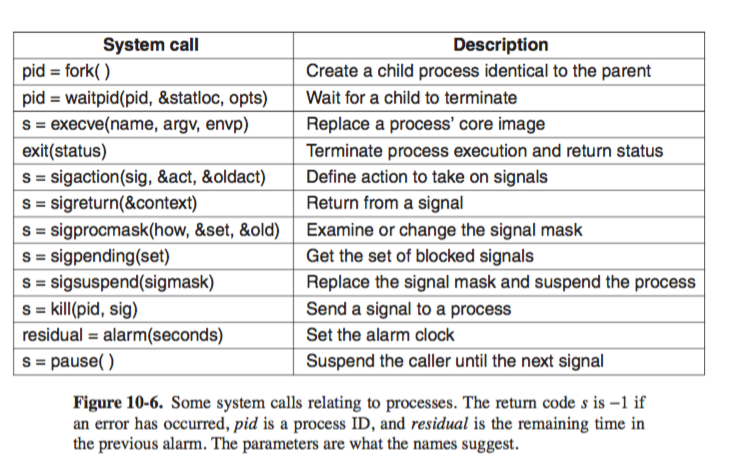 System call Description
pid = fork( ) Create a child process identical to the parent
pid = waitpid(pid, &statloc, opts) Wait for a child to terminate
s = execve(name, argv, envp) Replace a process’ core image
exit(status) Terminate process execution and return status
s = sigaction(sig, &act, &oldact) Define action to take on signals
s = sigreturn(&context) Return from a signal
s = sigprocmask(how, &set, &old) Examine or change the signal mask
s = sigpending(set) Get the set of blocked signals
s = sigsuspend(sigmask) Replace the signal mask and suspend the process
s = kill(pid, sig) Send a signal to a process
residual = alarm(seconds) Set the alarm clock
s = pause( ) Suspend the caller until the next signal
Figure 10-6. Some system calls relating to processes. The return code s is −1 if
an error has occurred, pid is a process ID, and residual is the remaining time in
the previous alarm. The parameters are what the names suggest.